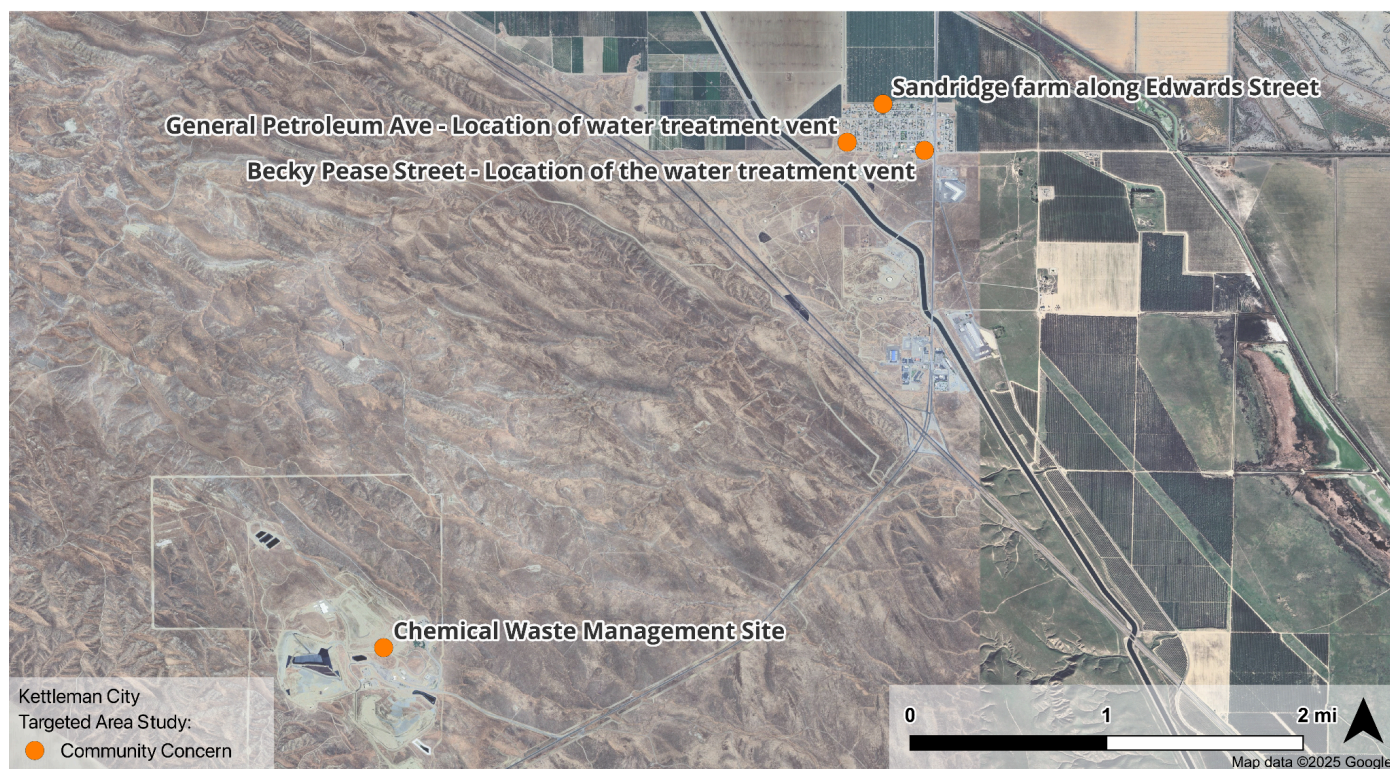 Sandridge farm along Edwards Street
General Petroleum Ave - Location of water treatment vent
Becky Pease Street - Location of the water treatment vent
Chemical Waste Management Site
Kettleman City
Targeted Area Study:
Community Concern
0 1 2 mi
Map data ©2025 Google